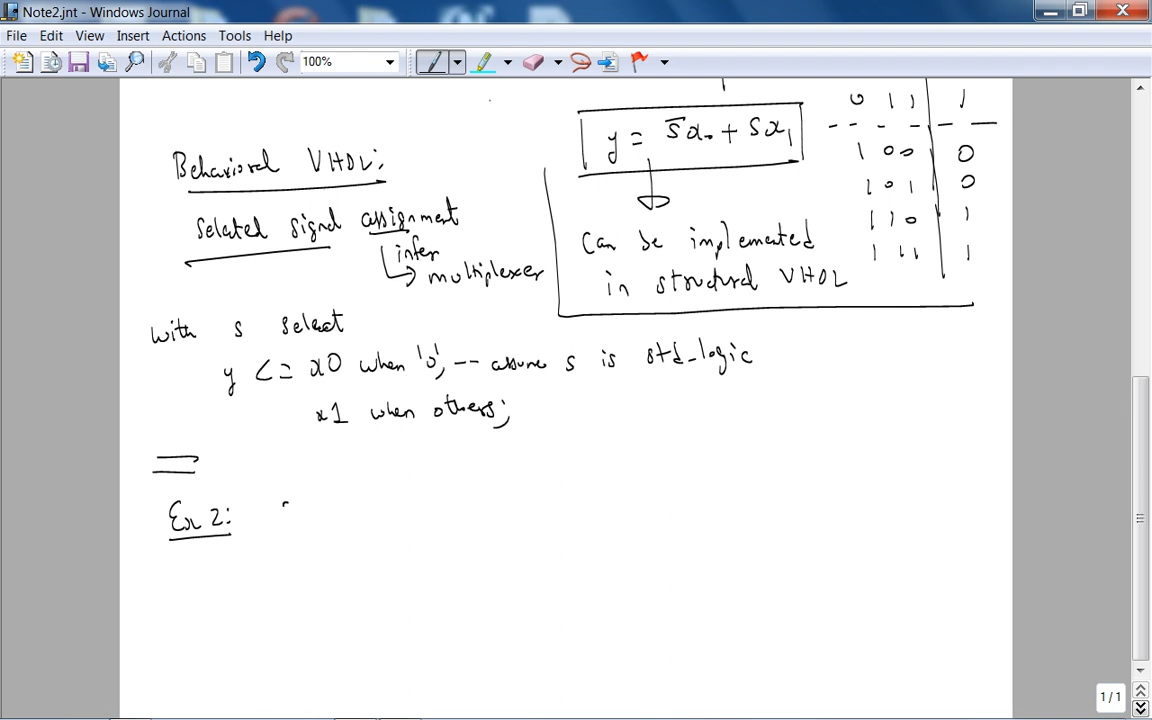 Note2.jnt - Windows Journal
File Edit View Insert Actions Tools Help
100%
0 1 1 | 1
y = s̅x₀ + sx₁
1 0 0 | 0
1 0 1 | 0
1 1 0 | 1
1 1 1 | 1
Can be implemented
in structural VHDL
Behavioral VHDL:
Selected signal assignment
infer
multiplexer
with s select
y <= x0 when '0', -- assume s is std_logic
x1 when others;
Ex 2:
1/1